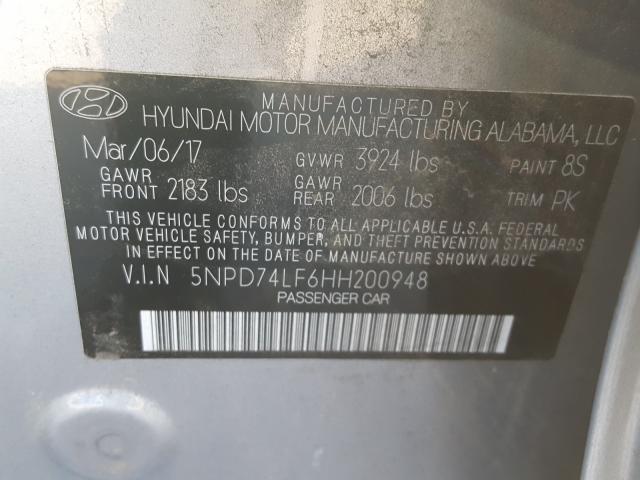 MANUFACTURED BY
HYUNDAI MOTOR MANUFACTURING ALABAMA, LLC
Mar/06/17 GVWR 3924 lbs PAINT 8S
GAWR FRONT 2183 lbs GAWR REAR 2006 lbs TRIM PK
THIS VEHICLE CONFORMS TO ALL APPLICABLE U.S.A. FEDERAL
MOTOR VEHICLE SAFETY, BUMPER, AND THEFT PREVENTION STANDARDS
IN EFFECT ON THE DATE OF MANUFACTURE SHOWN ABOVE.
V.I.N 5NPD74LF6HH200948
PASSENGER CAR